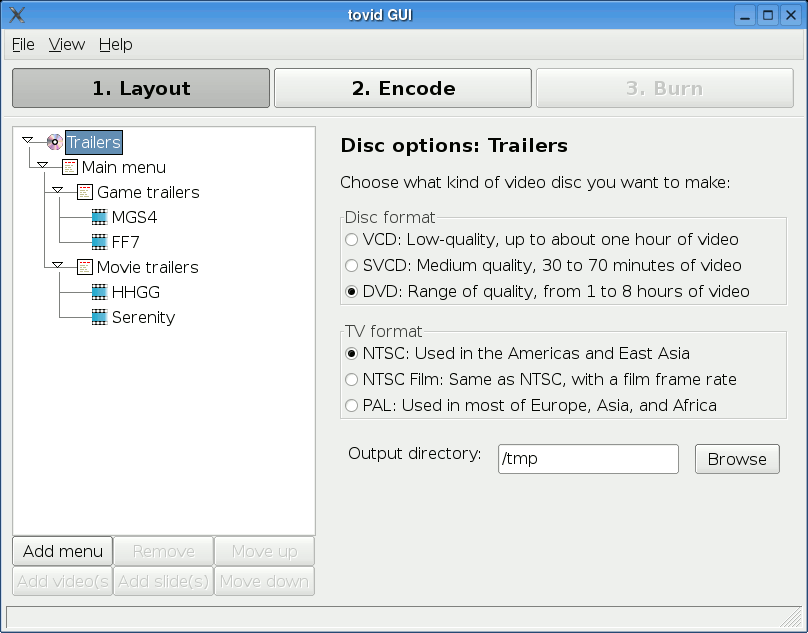 tovid GUI
File View Help
1. Layout 2. Encode 3. Burn
Trailers
Main menu
Game trailers
MGS4
FF7
Movie trailers
HHGG
Serenity
Add menu Remove Move up
Add video(s Add slide(s) Move down
Disc options: Trailers
Choose what kind of video disc you want to make:
Disc format
VCD: Low-quality, up to about one hour of video
SVCD: Medium quality, 30 to 70 minutes of video
DVD: Range of quality, from 1 to 8 hours of video
TV format
NTSC: Used in the Americas and East Asia
NTSC Film: Same as NTSC, with a film frame rate
PAL: Used in most of Europe, Asia, and Africa
Output directory: /tmp Browse